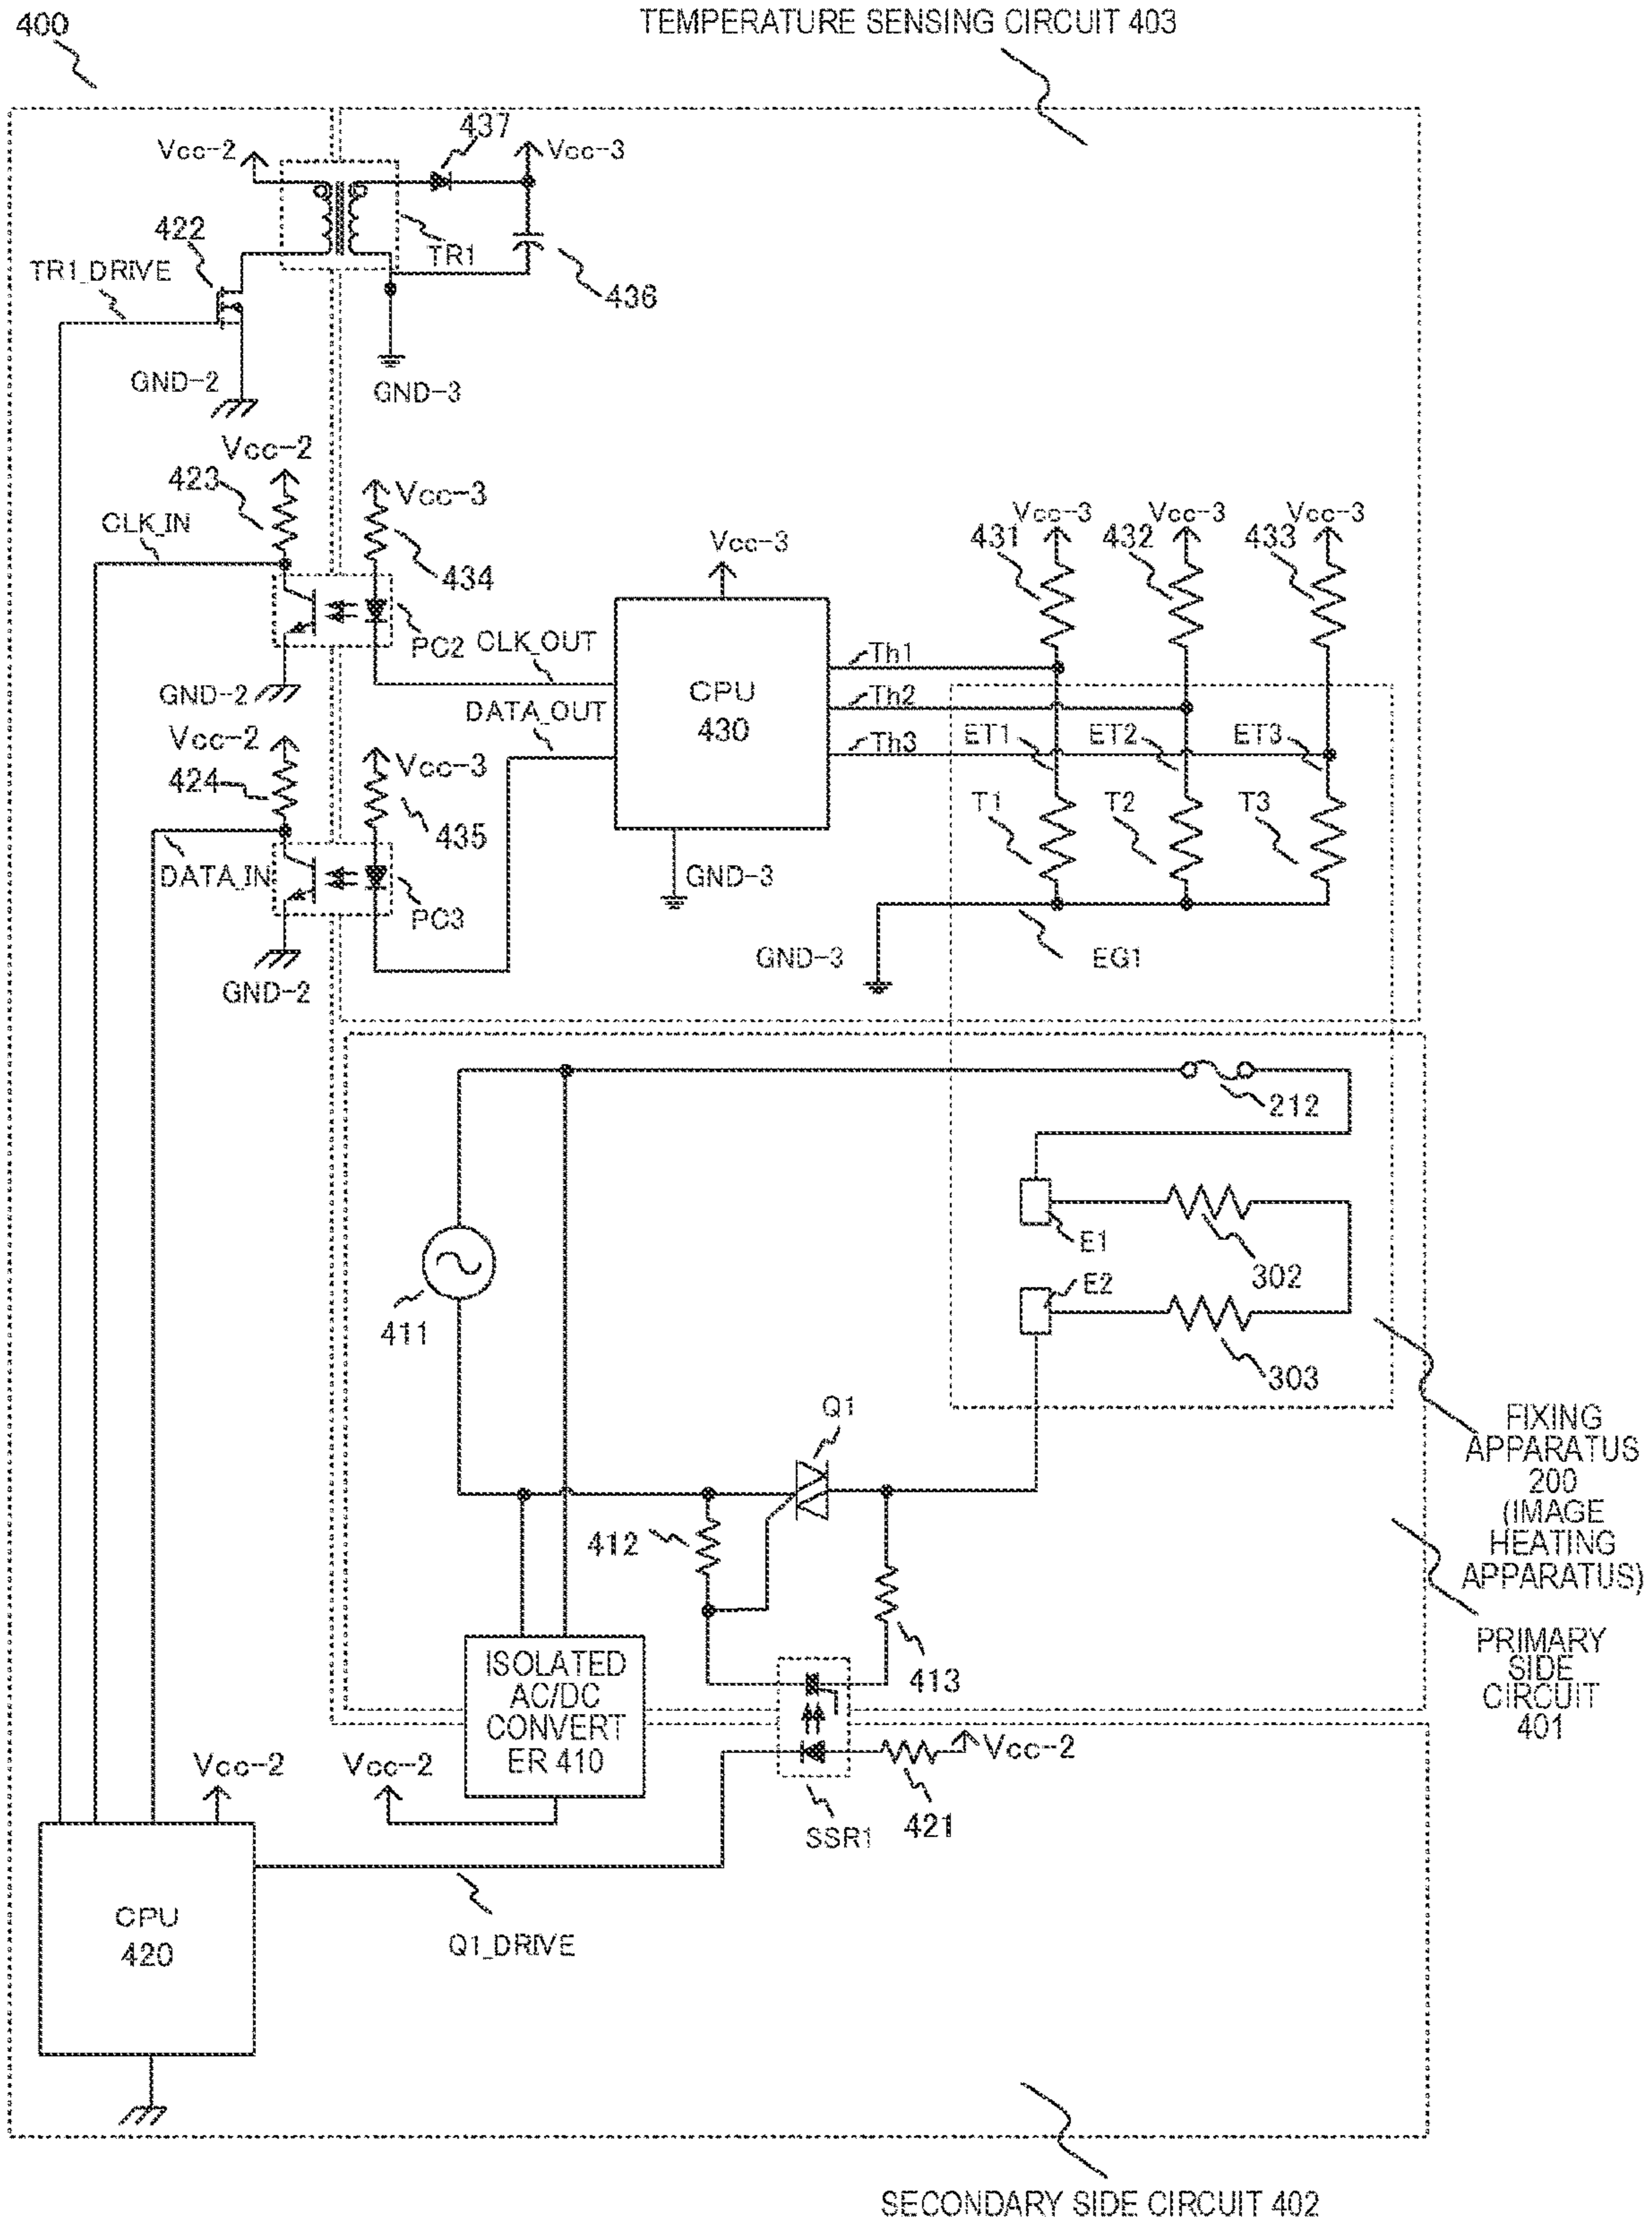 400
TEMPERATURE SENSING CIRCUIT 403
437
Vcc-2
Vcc-3
422
TR1
TR1_DRIVE
436
GND-2
GND-3
Vcc-2
423
Vcc-3
CLK_IN
434
Vcc-3
Vcc-3
Vcc-3
Vcc-3
431
432
433
PC2
CLK_OUT
Th1
GND-2
CPU
430
Th2
DATA_OUT
Vcc-2
Th3
ET1
ET2
ET3
Vcc-3
424
T1
T2
T3
435
DATA_IN
GND-3
PC3
GND-3
EG1
GND-2
212
E1
302
E2
411
303
Q1
FIXING
APPARATUS
200
(IMAGE
HEATING
APPARATUS)
412
413
PRIMARY
SIDE
CIRCUIT
401
ISOLATED
AC/DC
CONVERT
ER 410
Vcc-2
Vcc-2
Vcc-2
SSR1
421
CPU
420
Q1_DRIVE
SECONDARY SIDE CIRCUIT 402